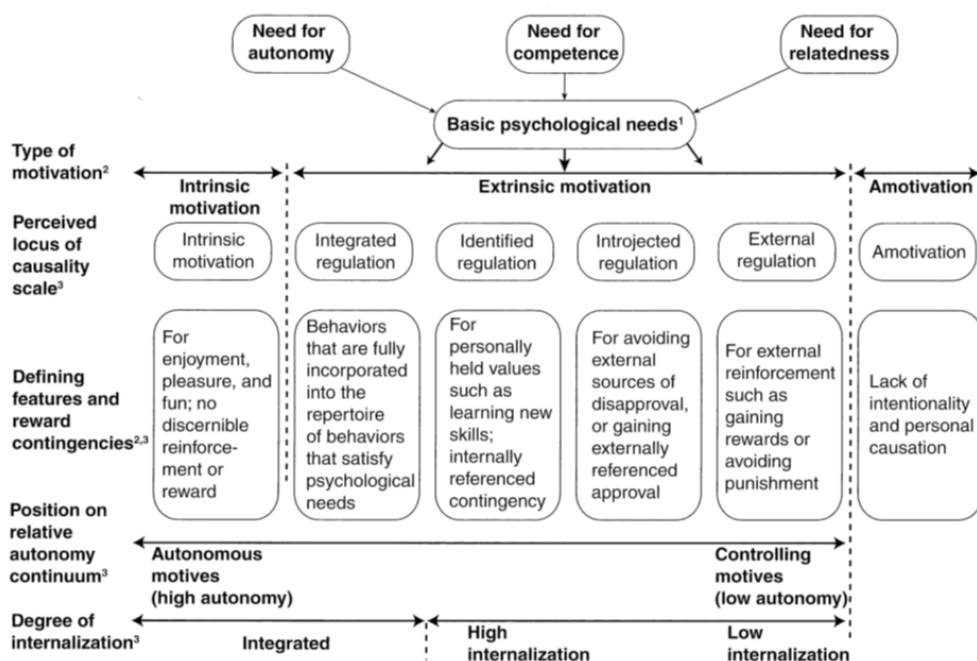 Need for
autonomy
Need for
competence
Need for
relatedness
Basic psychological needs1
Type of
motivation2
Intrinsic
motivation
Extrinsic motivation
Amotivation
Perceived
locus of
causality
scale3
Intrinsic
motivation
Integrated
regulation
Identified
regulation
Introjected
regulation
External
regulation
Amotivation
Defining
features and
reward
contingencies2,3
For
enjoyment,
pleasure, and
fun; no
discernible
reinforce-
ment or
reward
Behaviors
that are fully
incorporated
into the
repertoire
of behaviors
that satisfy
psychological
needs
For
personally
held values
such as
learning new
skills;
internally
referenced
contingency
For avoiding
external
sources of
disapproval,
or gaining
externally
referenced
approval
For external
reinforcement
such as
gaining
rewards or
avoiding
punishment
Lack of
intentionality
and personal
causation
Position on
relative
autonomy
continuum3
Autonomous
motives
(high autonomy)
Controlling
motives
(low autonomy)
Degree of
internalization3
Integrated
High
internalization
Low
internalization